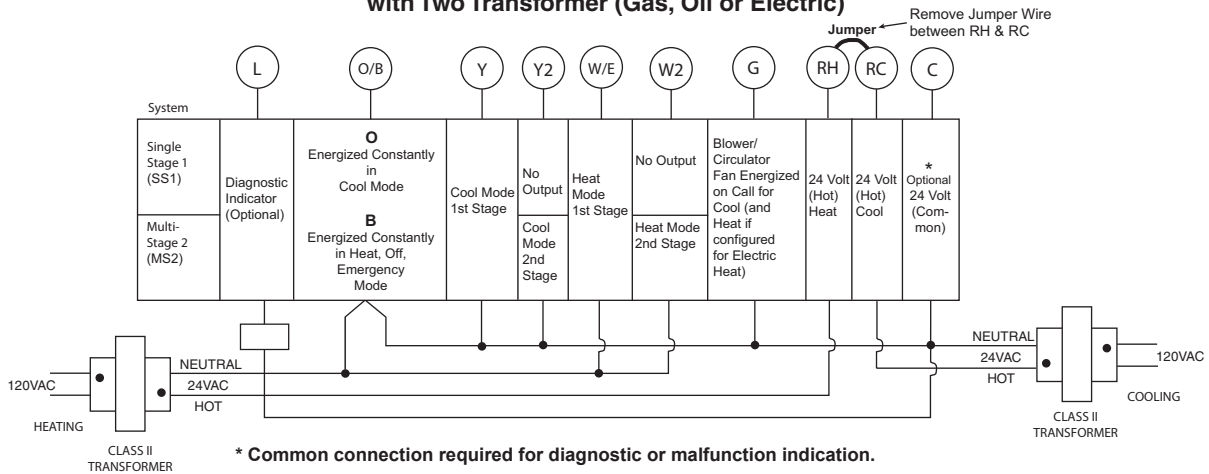 with Two Transformer (Gas, Oil or Electric)
Remove Jumper Wire
between RH & RC
Jumper
L
O/B
Y
Y2
W/E
W2
G
RH
RC
C
System
Single
Stage 1
(SS1)
Multi-
Stage 2
(MS2)
Diagnostic
Indicator
(Optional)
O
Energized Constantly
in
Cool Mode
B
Energized Constantly
in Heat, Off,
Emergency
Mode
Cool Mode
1st Stage
No
Output
Cool
Mode
2nd
Stage
Heat
Mode
1st Stage
No Output
Heat Mode
2nd Stage
Blower/
Circulator
Fan Energized
on Call for
Cool (and
Heat if
configured
for Electric
Heat)
24 Volt
(Hot)
Heat
24 Volt
(Hot)
Cool
*
Optional
24 Volt
(Com-
mon)
120VAC
HEATING
CLASS II
TRANSFORMER
NEUTRAL
24VAC
HOT
NEUTRAL
24VAC
HOT
120VAC
COOLING
CLASS II
TRANSFORMER
* Common connection required for diagnostic or malfunction indication.